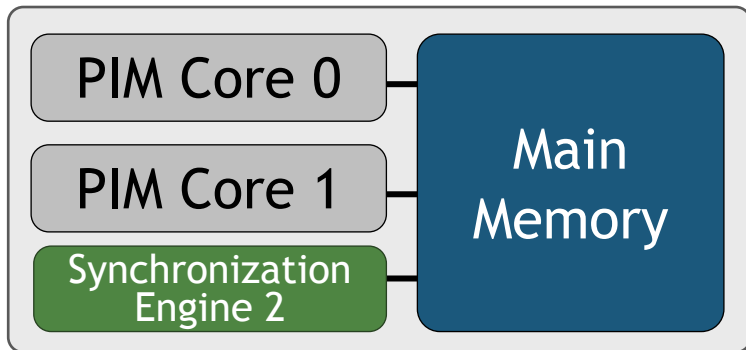 PIM Core 0
PIM Core 1
Synchronization
Engine 2
Main
Memory